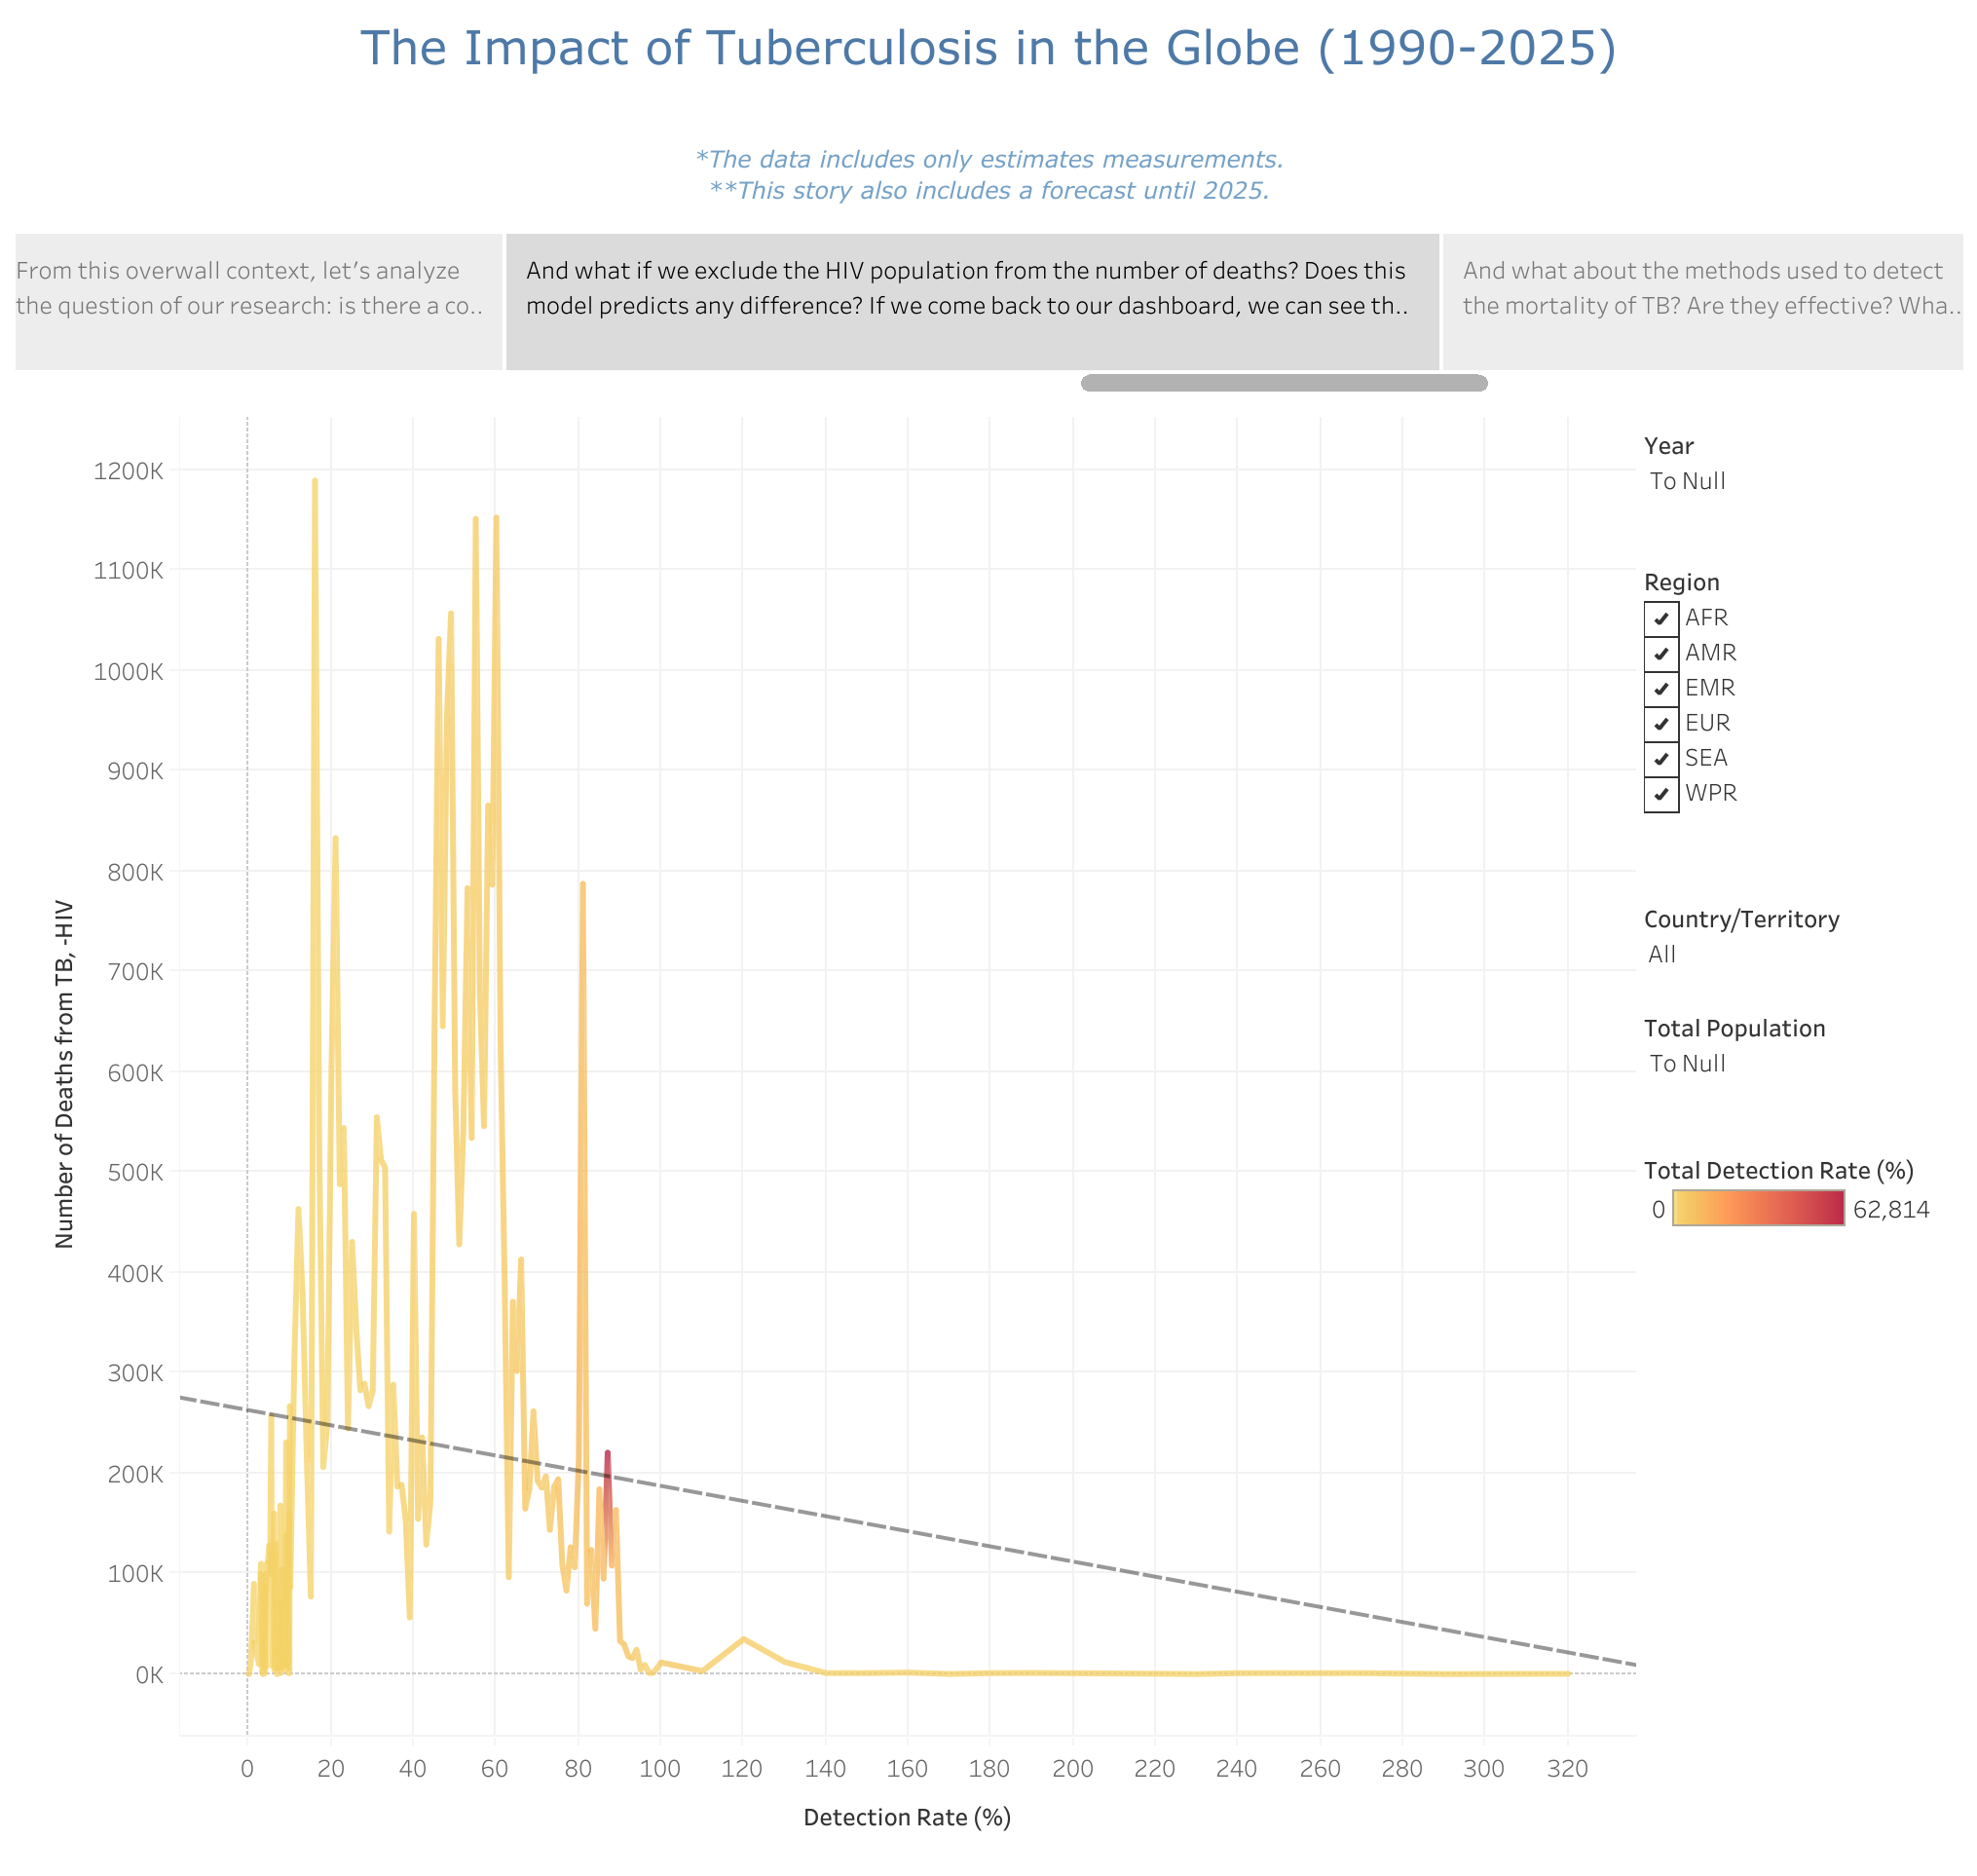 The Impact of Tuberculosis in the Globe (1990-2025)
*The data includes only estimates measurements.
**This story also includes a forecast until 2025.
From this overwall context, let's analyze
the question of our research: is there a co..
And what if we exclude the HIV population from the number of deaths? Does this
model predicts any difference? If we come back to our dashboard, we can see th..
And what about the methods used to detect
the mortality of TB? Are they effective? Wha..
1200K
1100K
1000K
900K
800K
700K
600K
500K
400K
300K
200K
100K
0K
Number of Deaths from TB, -HIV
0 20 40 60 80 100 120 140 160 180 200 220 240 260 280 300 320
Detection Rate (%)
Year
To Null
Region
AFR
AMR
EMR
EUR
SEA
WPR
Country/Territory
All
Total Population
To Null
Total Detection Rate (%)
0 62,814